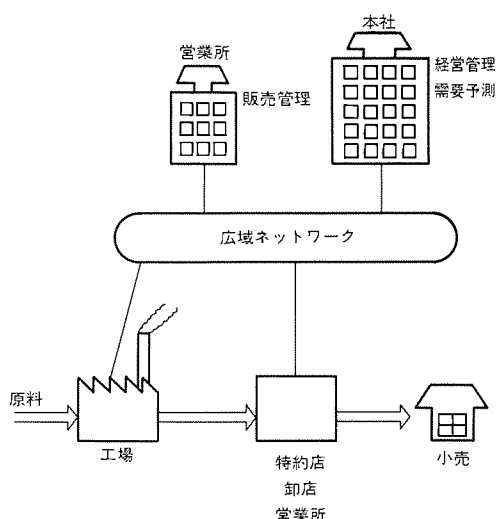 本社
営業所
経営管理
販売管理
需要予測
広域ネットワーク
原料
工場
小売
特約店
卸店
営業所